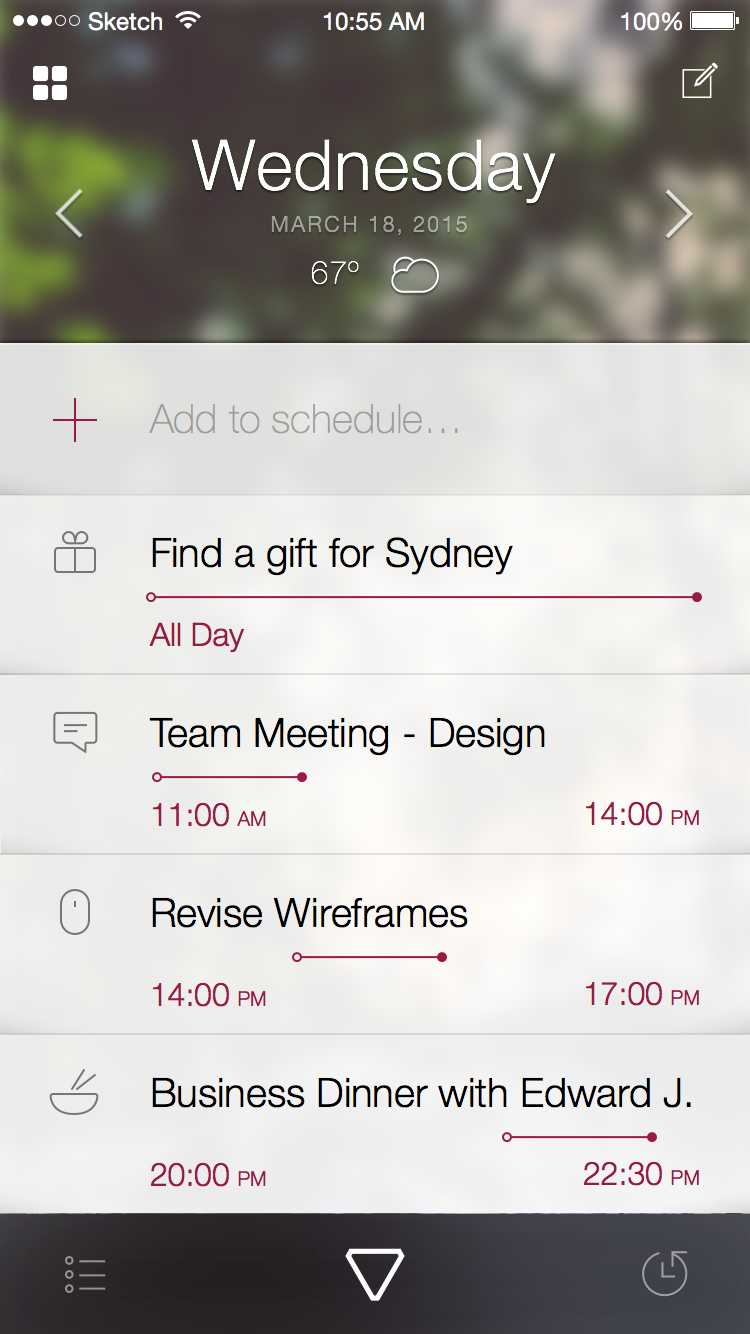 Sketch 10:55 AM 100%
Wednesday
MARCH 18, 2015
67º
Add to schedule...
Find a gift for Sydney
All Day
Team Meeting - Design
11:00 AM 14:00 PM
Revise Wireframes
14:00 PM 17:00 PM
Business Dinner with Edward J.
20:00 PM 22:30 PM